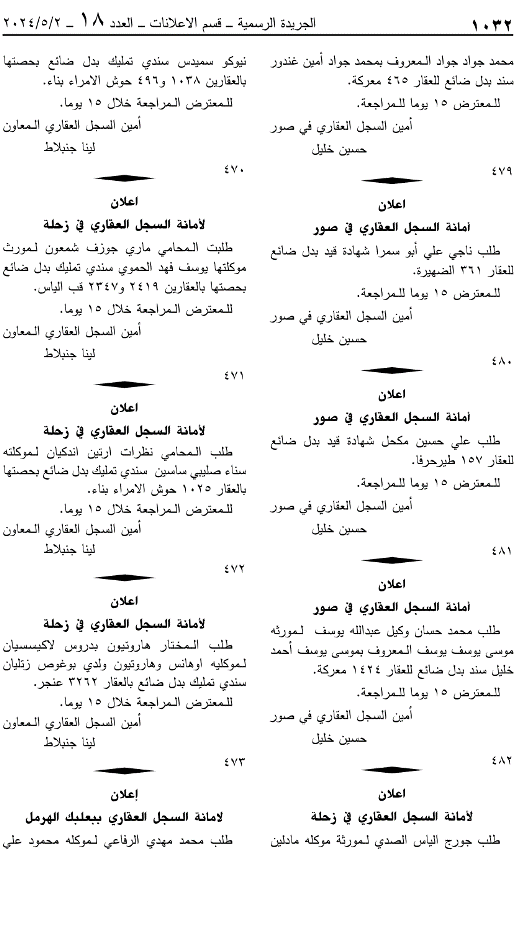 ١٠٣٢
الجريدة الرسمية ــ قسم الاعلانات ــ العدد ١٨ ــ ٢٠٢٤/٥/٢
محمد جواد جواد المعروف بمحمد جواد أمين غندور
سند بدل ضائع للعقار ٤٦٥ معركة.
للمعترض ١٥ يوما للمراجعة.
أمين السجل العقاري في صور
حسين خليل
٤٧٩
اعلان
أمانة السجل العقاري في صور
طلب ناجي علي أبو سمرا شهادة قيد بدل ضائع
للعقار ٣٦١ الضهيرة.
للمعترض ١٥ يوما للمراجعة.
أمين السجل العقاري في صور
حسين خليل
٤٨٠
اعلان
أمانة السجل العقاري في صور
طلب علي حسين مكحل شهادة قيد بدل ضائع
للعقار ١٥٧ طيرحرفا.
للمعترض ١٥ يوما للمراجعة.
أمين السجل العقاري في صور
حسين خليل
٤٨١
اعلان
أمانة السجل العقاري في صور
طلب محمد حسان وكيل عبدالله يوسف لمورثه
موسى يوسف يوسف المعروف بموسى يوسف أحمد
خليل سند بدل ضائع للعقار ١٤٢٤ معركة.
للمعترض ١٥ يوما للمراجعة.
أمين السجل العقاري في صور
حسين خليل
٤٨٢
اعلان
لأمانة السجل العقاري في زحلة
طلب جورج الياس الصدي لمورثة موكله مادلين
نيوكو سميدس سندي تمليك بدل ضائع بحصتها
بالعقارين ١٠٣٨ و٤٩٦ حوش الامراء بناء.
للمعترض المراجعة خلال ١٥ يوما.
أمين السجل العقاري المعاون
لينا جنبلاط
٤٧٠
اعلان
لأمانة السجل العقاري في زحلة
طلبت المحامي ماري جوزف شمعون لمورث
موكلتها يوسف فهد الحموي سندي تمليك بدل ضائع
بحصتها بالعقارين ٢٤١٩ و٢٣٤٧ قب الياس.
للمعترض المراجعة خلال ١٥ يوما.
أمين السجل العقاري المعاون
لينا جنبلاط
٤٧١
اعلان
لأمانة السجل العقاري في زحلة
طلب المحامي نظرات ارتين اندكيان لموكلته
سناء صليبي ساسين سندي تمليك بدل ضائع بحصتها
بالعقار ١٠٢٥ حوش الامراء بناء.
للمعترض المراجعة خلال ١٥ يوما.
أمين السجل العقاري المعاون
لينا جنبلاط
٤٧٢
اعلان
لأمانة السجل العقاري في زحلة
طلب المختار هاروتيون بدروس لاكيسسيان
لموكليه اوهانس وهاروتيون ولدي بوغوص زتليان
سندي تمليك بدل ضائع بالعقار ٣٢٦٢ عنجر.
للمعترض المراجعة خلال ١٥ يوما.
أمين السجل العقاري المعاون
لينا جنبلاط
٤٧٣
إعلان
لامانة السجل العقاري ببعلبك الهرمل
طلب محمد مهدي الرفاعي لموكله محمود علي